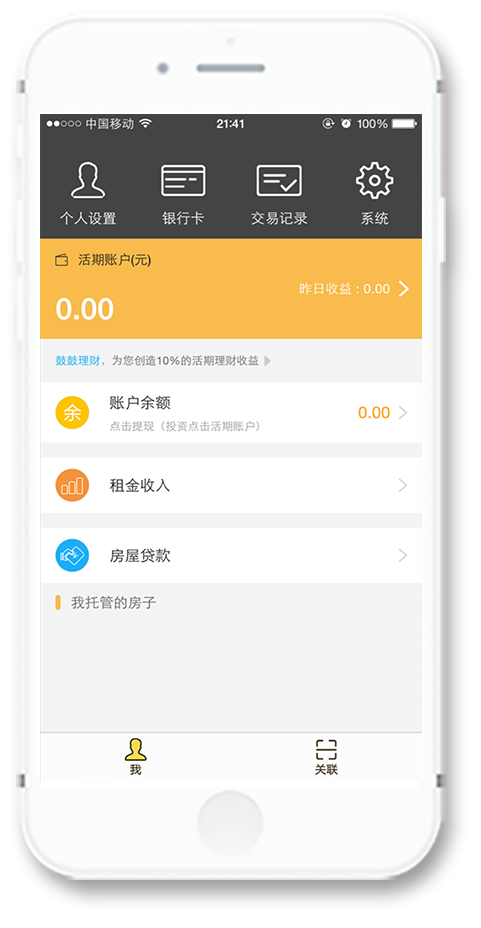 中国移动 21:41 100%
个人设置 银行卡 交易记录 系统
活期账户(元)
昨日收益 : 0.00
0.00
鼓鼓理财，为您创造10%的活期理财收益
余 账户余额 0.00
点击提现（投资点击活期账户）
租金收入
房屋贷款
我托管的房子
我 关联